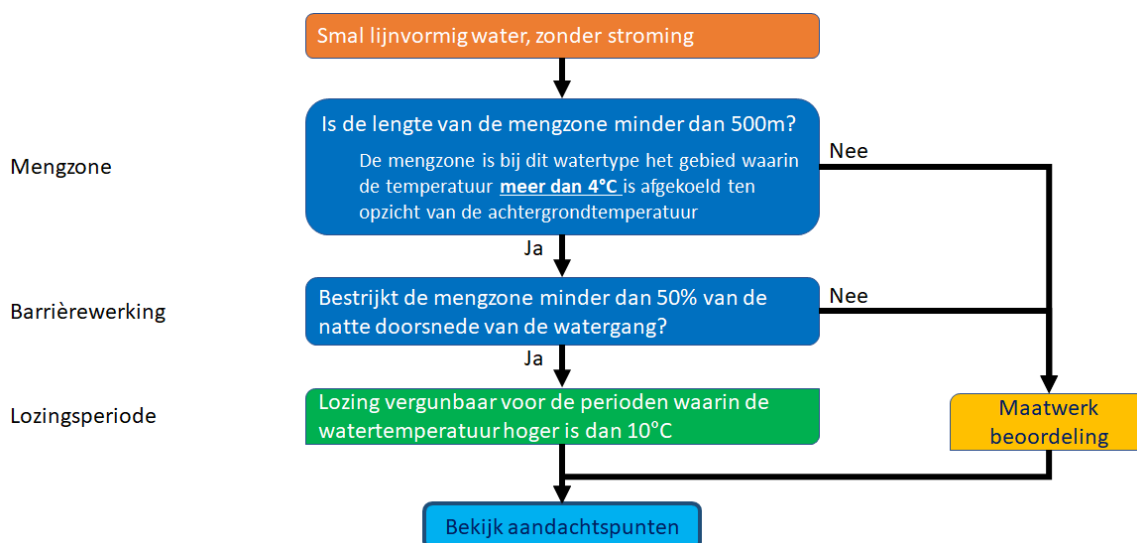 Smal lijnvormig water, zonder stroming
Is de lengte van de mengzone minder dan 500m?
Nee
De mengzone is bij dit watertype het gebied waarin
Mengzone
de temperatuur meer dan 4°C is afgekoeld ten
opzicht van de achtergrondtemperatuur
Ja
Bestrijkt de mengzone minder dan 50% van de
Nee
Barrièrewerking
natte doorsnede van de watergang?
Ja
Lozing vergunbaar voor de perioden waarin de
Lozingsperiode
watertemperatuur hoger is dan 10°C
Maatwerk
beoordeling
Bekijk aandachtspunten